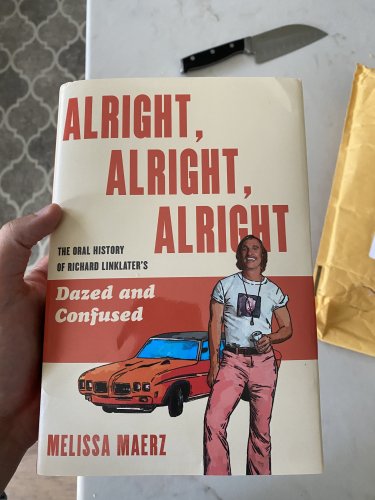 ALRIGHT,
ALRIGHT,
ALRIGHT
THE ORAL HISTORY
OF RICHARD LINKLATER'S
Dazed and
Confused
MELISSA MAERZ